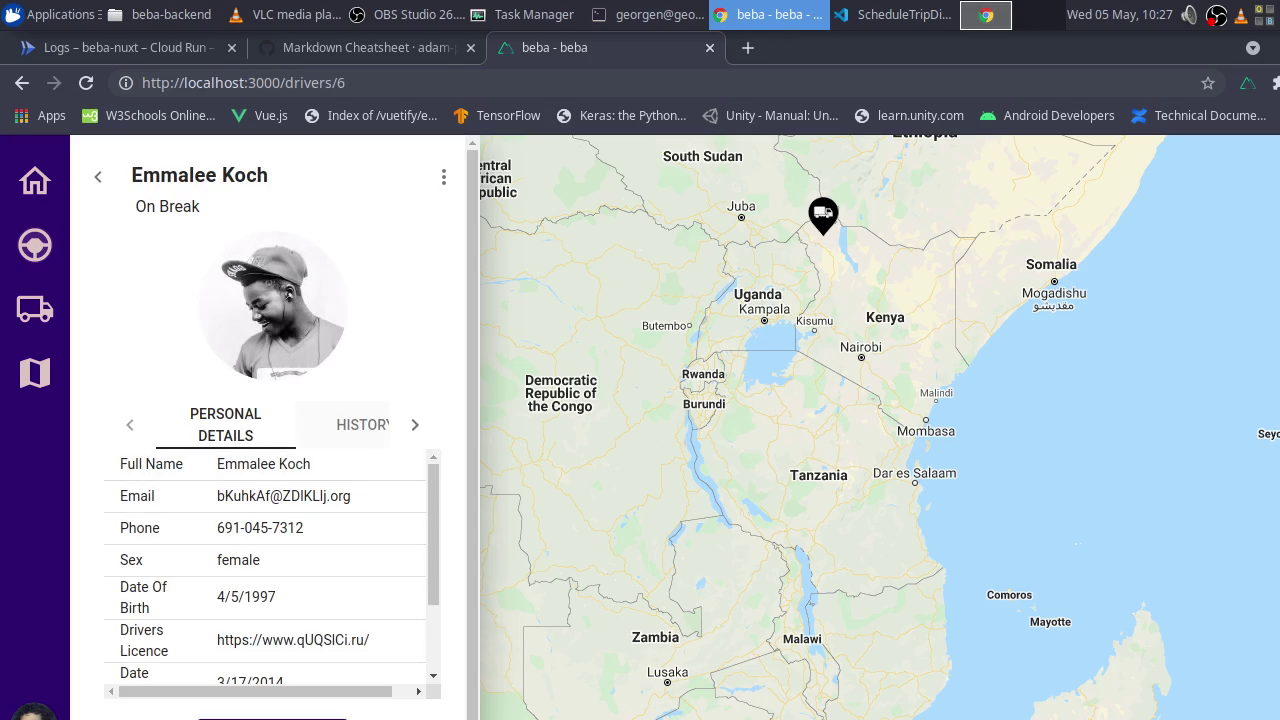 Applications
beba-backend
VLC media pla...
OBS Studio 26....
Task Manager
georgen@geo...
beba - beba - ...
ScheduleTripDi...
Wed 05 May, 10:27
Logs – beba-nuxt – Cloud Run –
Markdown Cheatsheet · adam-
beba - beba
http://localhost:3000/drivers/6
Apps
W3Schools Online...
Vue.js
Index of /vuetify/e...
TensorFlow
Keras: the Python...
Unity - Manual: Un...
learn.unity.com
Android Developers
Technical Docume...
Emmalee Koch
On Break
PERSONAL
DETAILS
HISTORY
Full Name Emmalee Koch
Email bKuhkAf@ZDlKLlj.org
Phone 691-045-7312
Sex female
Date Of
Birth
4/5/1997
Drivers
Licence
https://www.qUQSlCi.ru/
Date
3/17/2014
Ethiopia
South Sudan
entral
rican
public
Juba
Somalia
Mogadishu
مقديشو
Uganda
Kampala
Kisumu
Kenya
Butembo
Nairobi
Rwanda
Democratic
Republic of
the Congo
Burundi
Malindi
Mombasa
Seyc
Tanzania
Dar es Salaam
Comoros
Mayotte
Zambia
Malawi
Lusaka